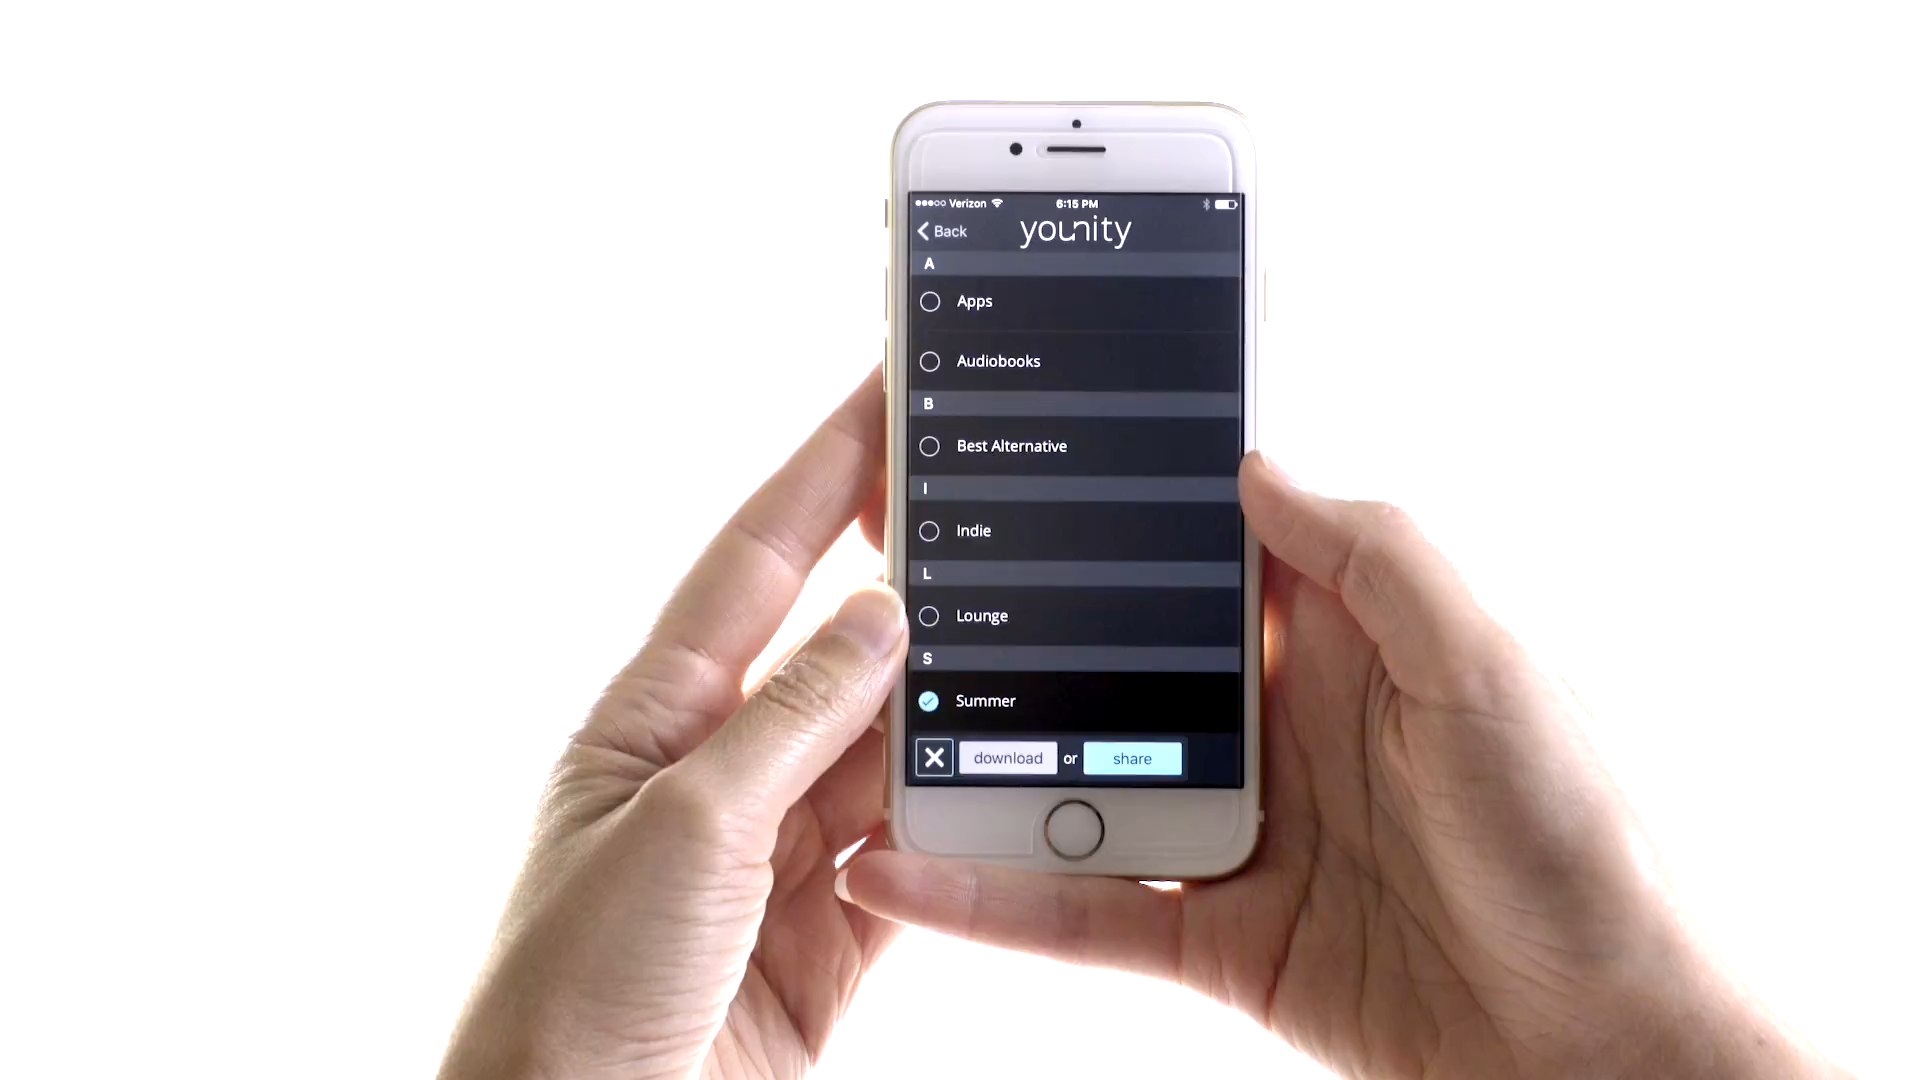 Verizon 6:15 PM
Back younity
A
Apps
Audiobooks
B
Best Alternative
I
Indie
L
Lounge
S
Summer
download or share